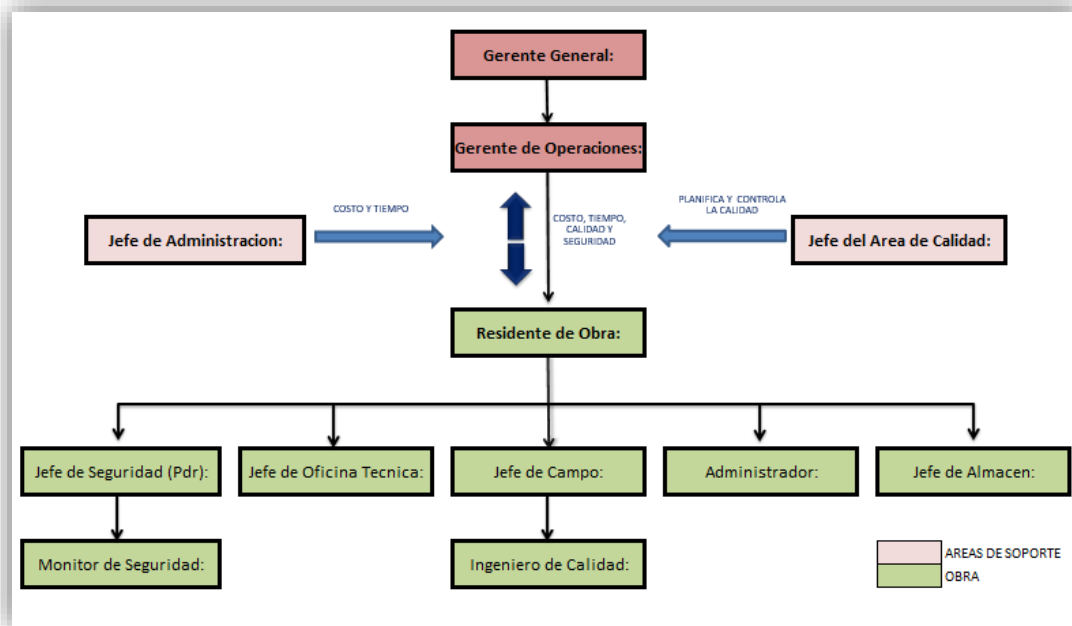 Gerente General:
Gerente de Operaciones:
COSTO Y TIEMPO
COSTO, TIEMPO,
CALIDAD Y
SEGURIDAD
PLANIFICA Y CONTROLA
LA CALIDAD
Jefe de Administracion:
Jefe del Area de Calidad:
Residente de Obra:
Jefe de Seguridad (Pdr):
Jefe de Oficina Tecnica:
Jefe de Campo:
Administrador:
Jefe de Almacen:
Monitor de Seguridad:
Ingeniero de Calidad:
AREAS DE SOPORTE
OBRA